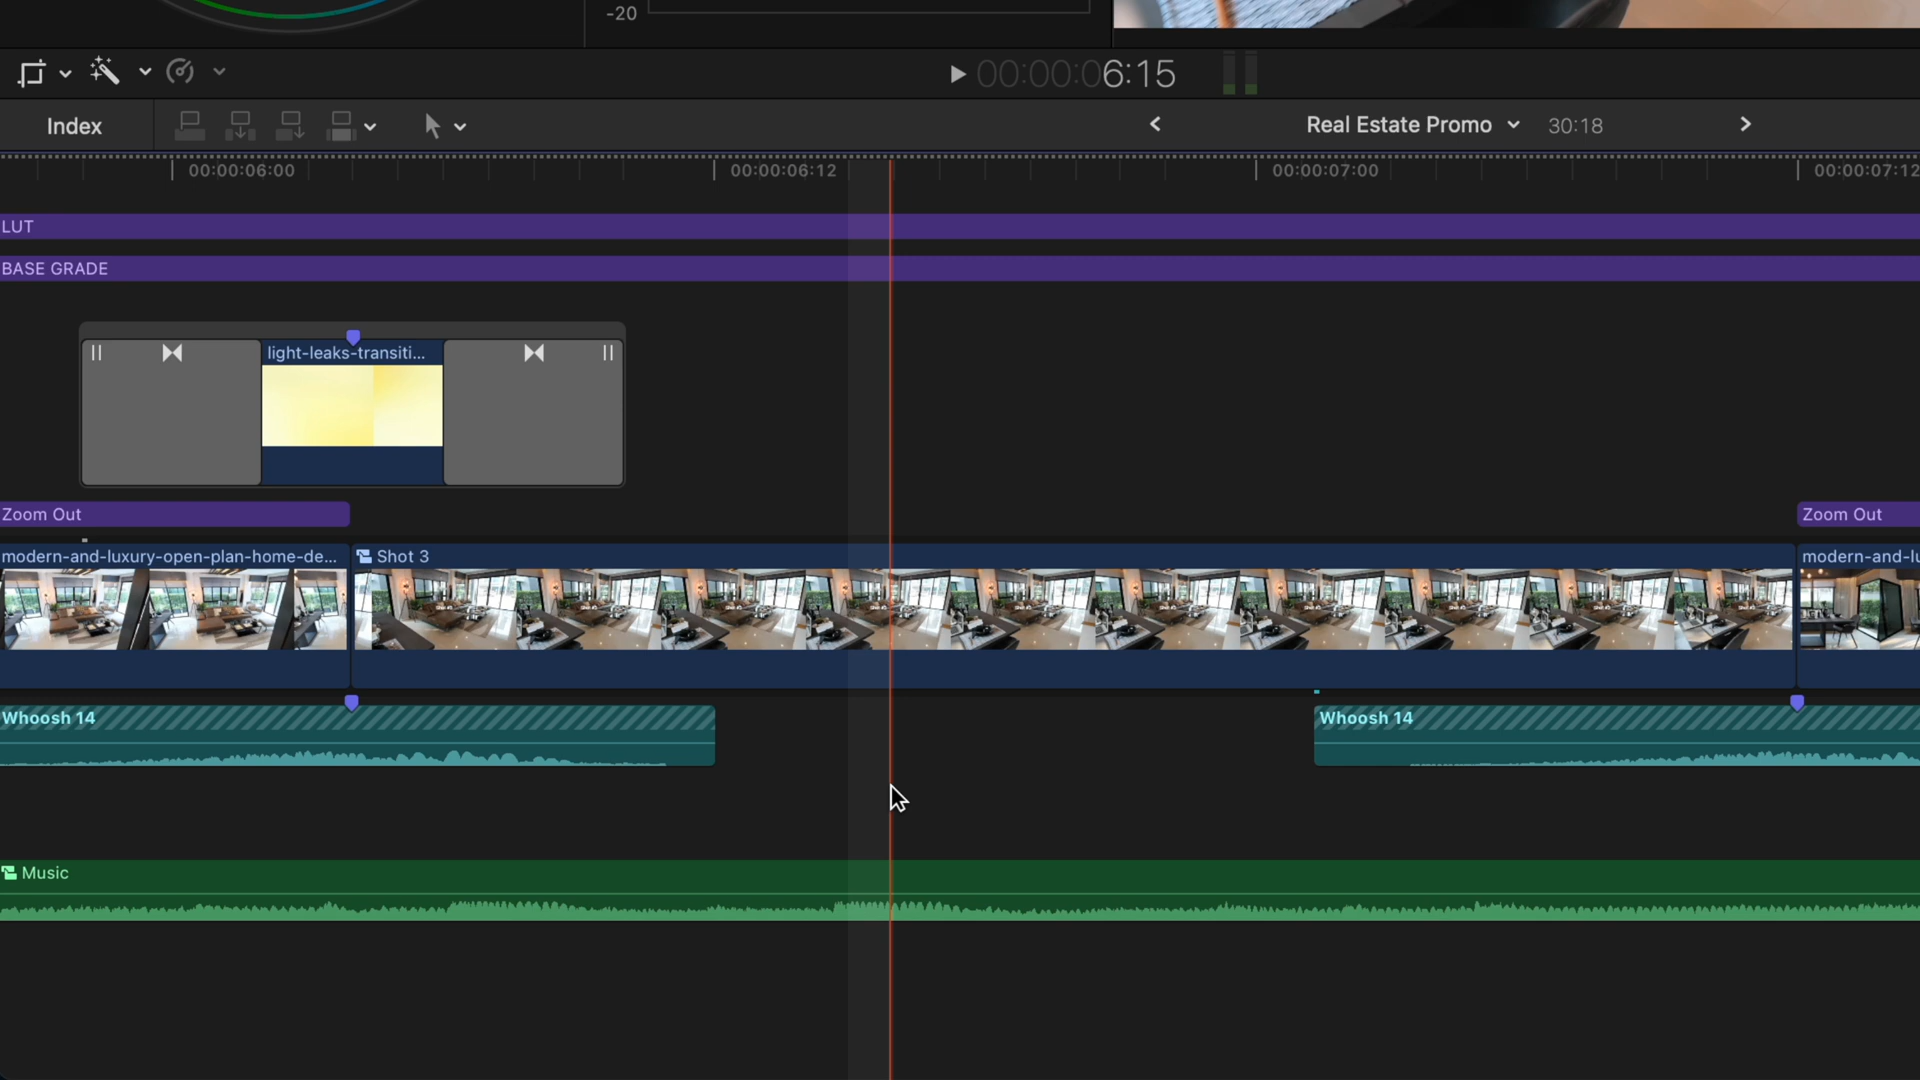 -20
00:00:06:15
Index
Real Estate Promo
30:18
00:00:06:00
00:00:06:12
00:00:07:00
00:00:07:12
LUT
BASE GRADE
light-leaks-transiti...
Zoom Out
Zoom Out
modern-and-luxury-open-plan-home-de...
Shot 3
modern-and-lu
Whoosh 14
Whoosh 14
Music